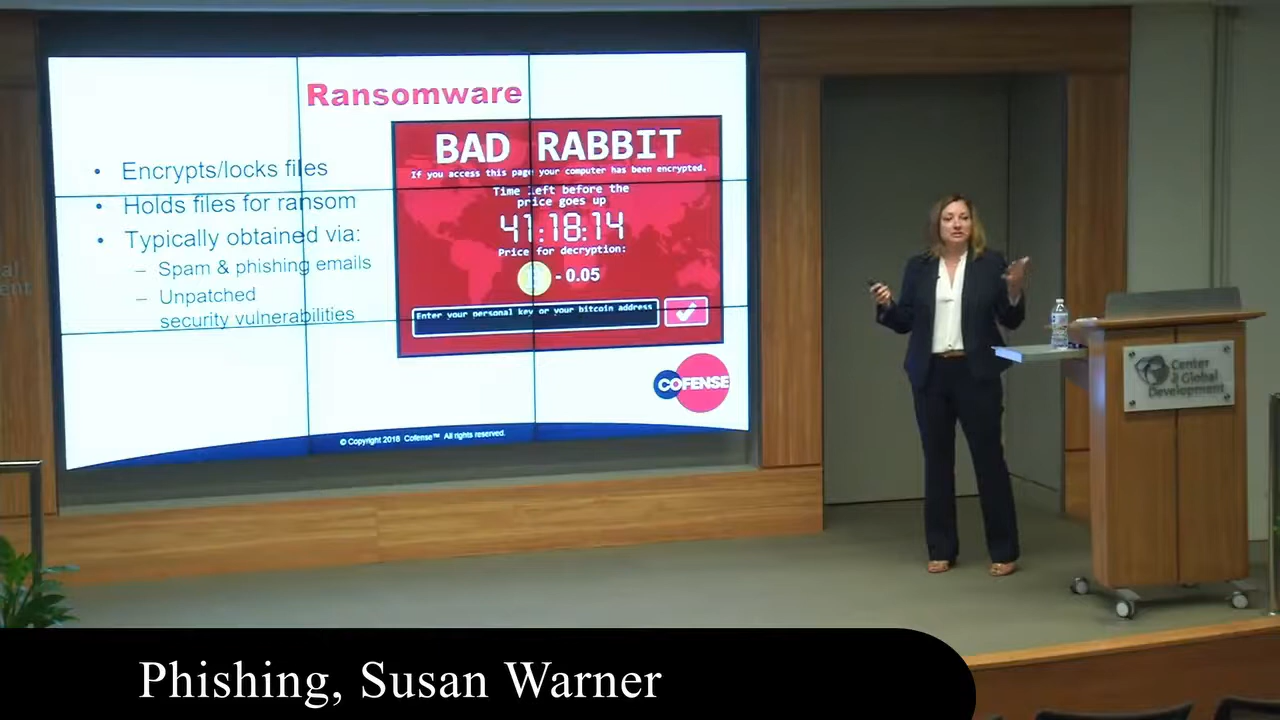 Ransomware
• Encrypts/locks files
• Holds files for ransom
• Typically obtained via:
– Spam & phishing emails
– Unpatched
security vulnerabilities
BAD RABBIT
If you access this page your computer has been encrypted.
Time left before the
price goes up
41:18:14
Price for decryption:
- 0.05
Enter your personal key or your bitcoin address
COFENSE
© Copyright 2018 Cofense™ All rights reserved.
Center
Global
Development
Phishing, Susan Warner